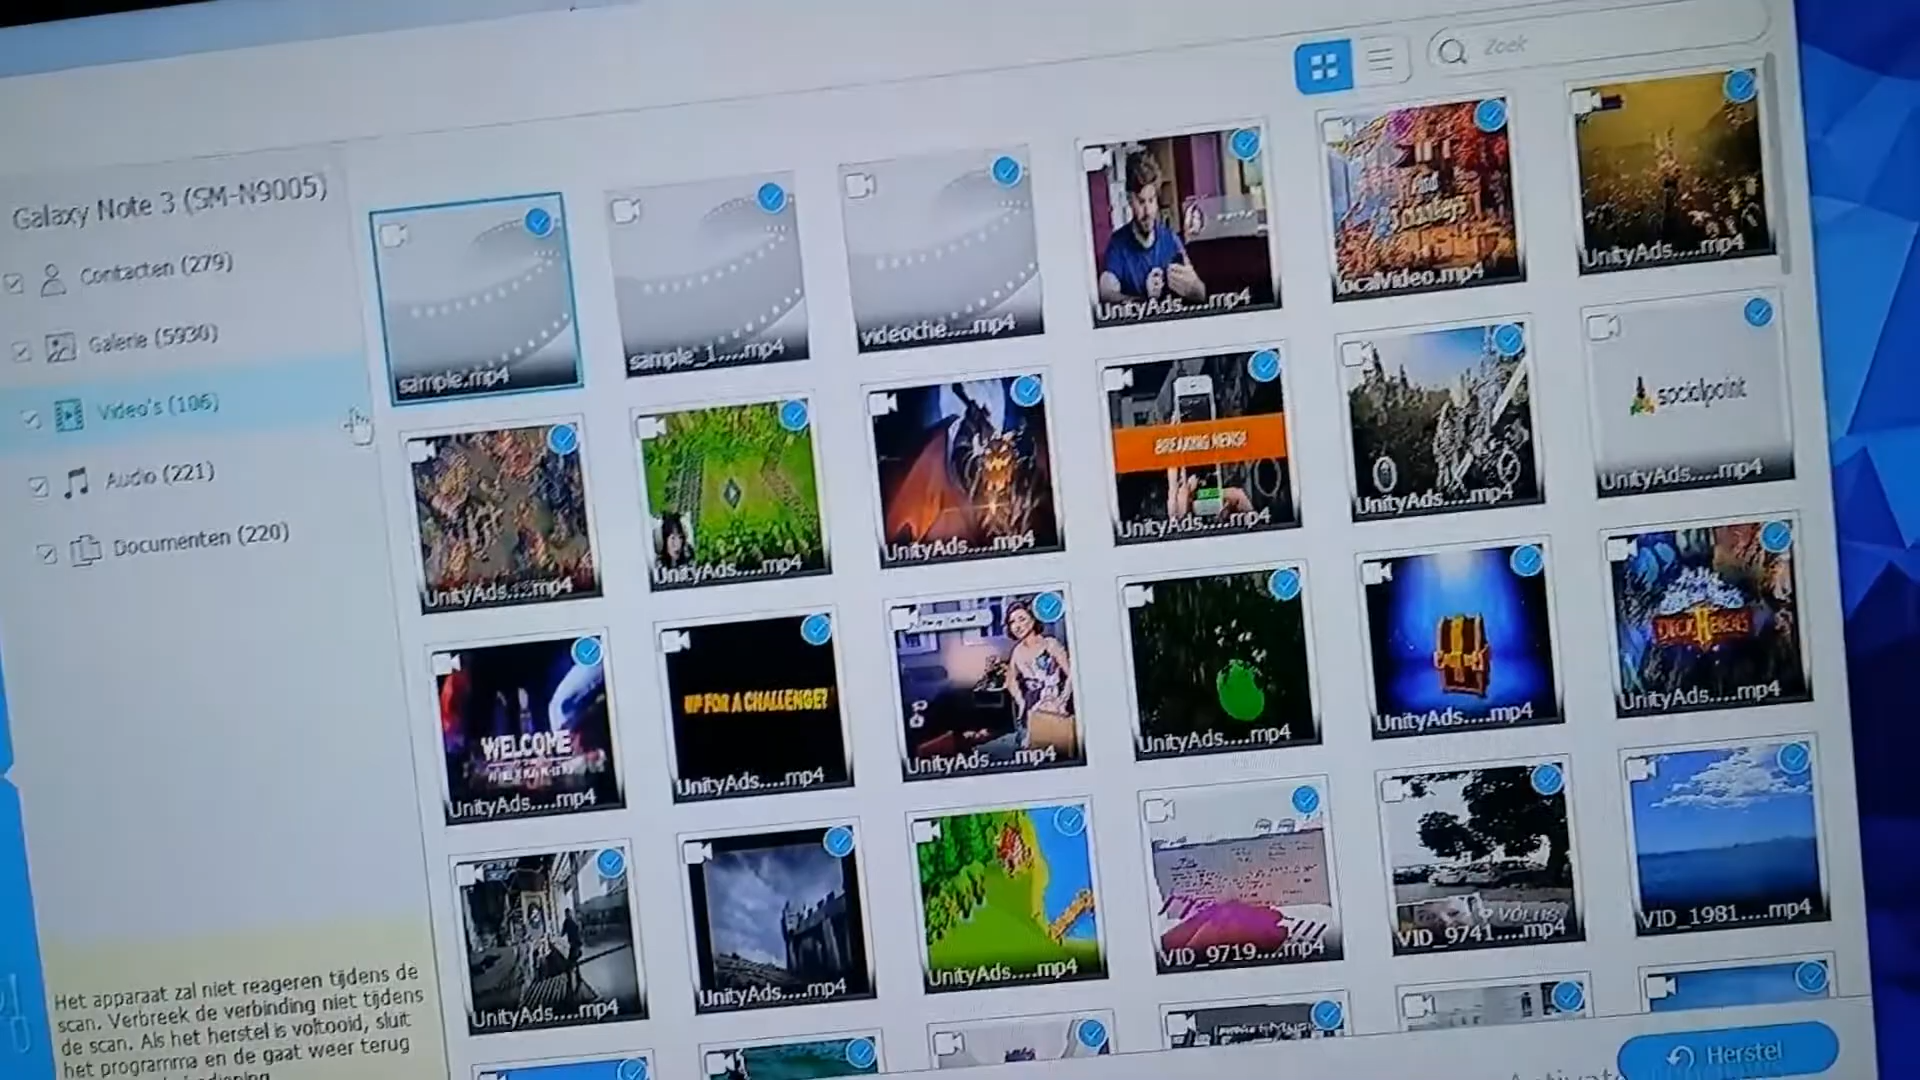 Zoek
Galaxy Note 3 (SM-N9005)
Contacten (279)
Galerie (5930)
Video's (106)
Audio (221)
Documenten (220)
sample.mp4
sample_1....mp4
videoche....mp4
UnityAds....mp4
localVideo.mp4
UnityAds....mp4
UnityAds....mp4
UnityAds....mp4
UnityAds....mp4
BREAKING NEWS!
UnityAds....mp4
UnityAds....mp4
socialpoint
UnityAds....mp4
WELCOME
UnityAds....mp4
UP FOR A CHALLENGE?
UnityAds....mp4
UnityAds....mp4
UnityAds....mp4
UnityAds....mp4
DECK HEROES
UnityAds....mp4
UnityAds....mp4
UnityAds....mp4
UnityAds....mp4
VID_9719....mp4
VID_9741....mp4
VID_1981....mp4
Het apparaat zal niet reageren tijdens de
scan. Verbreek de verbinding niet tijdens
de scan. Als het herstel is voltooid, sluit
het programma en de gaat weer terug
Herstel